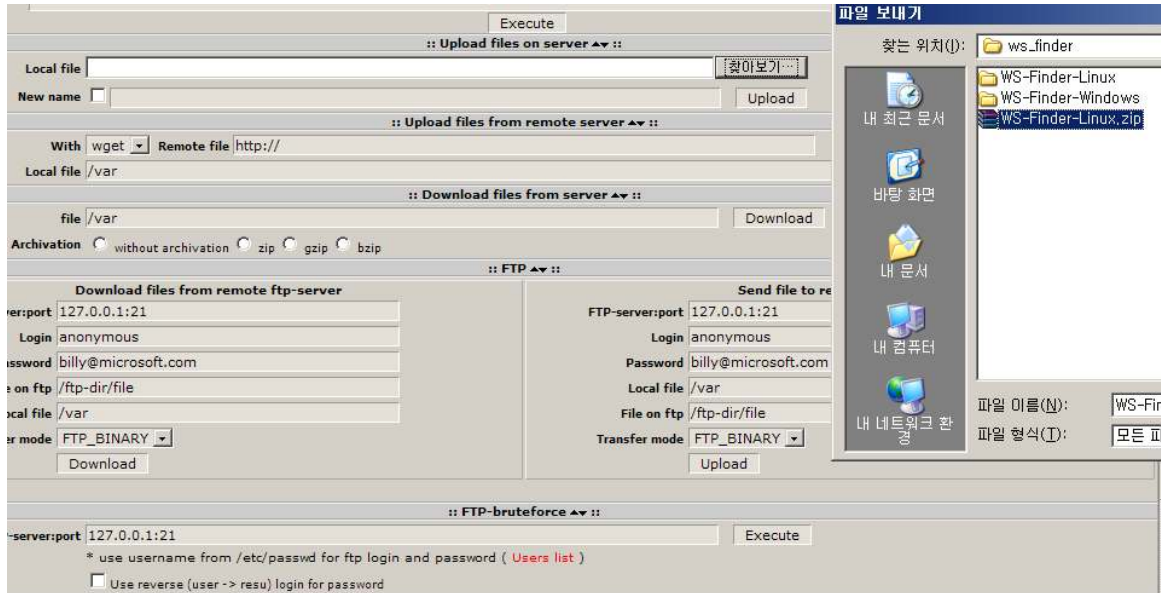 Execute
:: Upload files on server ▴▾ ::
Local file 찾아보기...
New name Upload
:: Upload files from remote server ▴▾ ::
With wget Remote file http://
Local file /var
:: Download files from server ▴▾ ::
file /var Download
Archivation without archivation zip gzip bzip
:: FTP ▴▾ ::
Download files from remote ftp-server
ver:port 127.0.0.1:21
Login anonymous
assword billy@microsoft.com
e on ftp /ftp-dir/file
ocal file /var
er mode FTP_BINARY
Download
Send file to re
FTP-server:port 127.0.0.1:21
Login anonymous
Password billy@microsoft.com
Local file /var
File on ftp /ftp-dir/file
Transfer mode FTP_BINARY
Upload
:: FTP-bruteforce ▴▾ ::
-server:port 127.0.0.1:21 Execute
* use username from /etc/passwd for ftp login and password ( Users list )
Use reverse (user -> resu) login for password
파일 보내기
찾는 위치(I): ws_finder
내 최근 문서
바탕 화면
내 문서
내 컴퓨터
내 네트워크 환경
WS-Finder-Linux
WS-Finder-Windows
WS-Finder-Linux.zip
파일 이름(N): WS-Fin
파일 형식(T): 모든 파